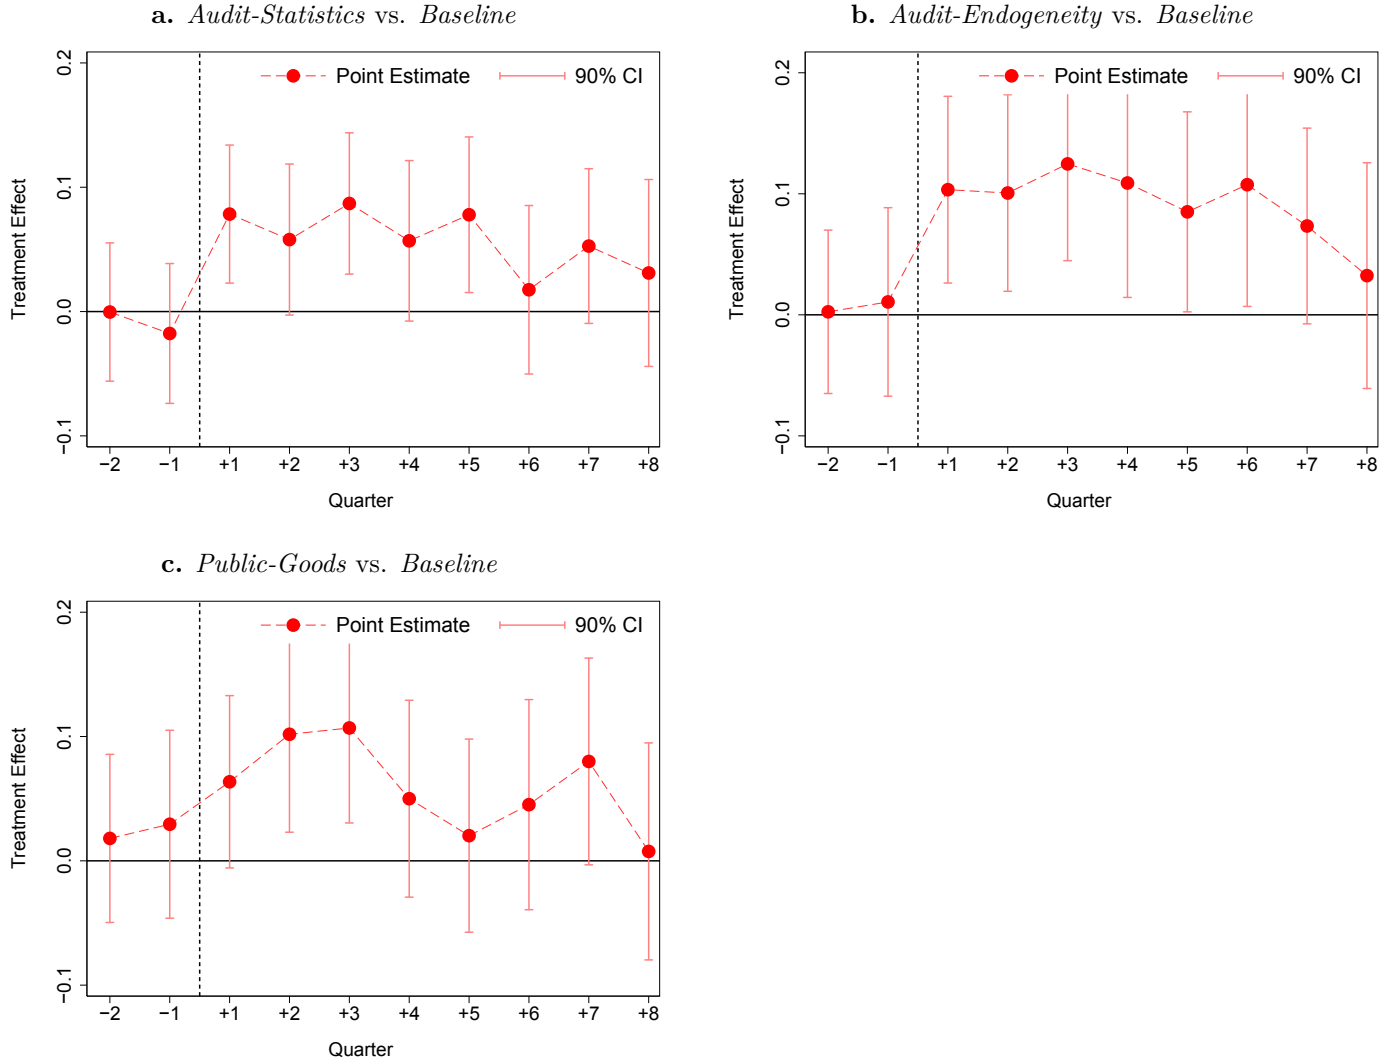 a. Audit-Statistics vs. Baseline
Point Estimate 90% CI
Treatment Effect
0.2
0.1
0.0
−0.1
−2 −1 +1 +2 +3 +4 +5 +6 +7 +8
Quarter
b. Audit-Endogeneity vs. Baseline
Point Estimate 90% CI
Treatment Effect
0.2
0.1
0.0
−0.1
−2 −1 +1 +2 +3 +4 +5 +6 +7 +8
Quarter
c. Public-Goods vs. Baseline
Point Estimate 90% CI
Treatment Effect
0.2
0.1
0.0
−0.1
−2 −1 +1 +2 +3 +4 +5 +6 +7 +8
Quarter